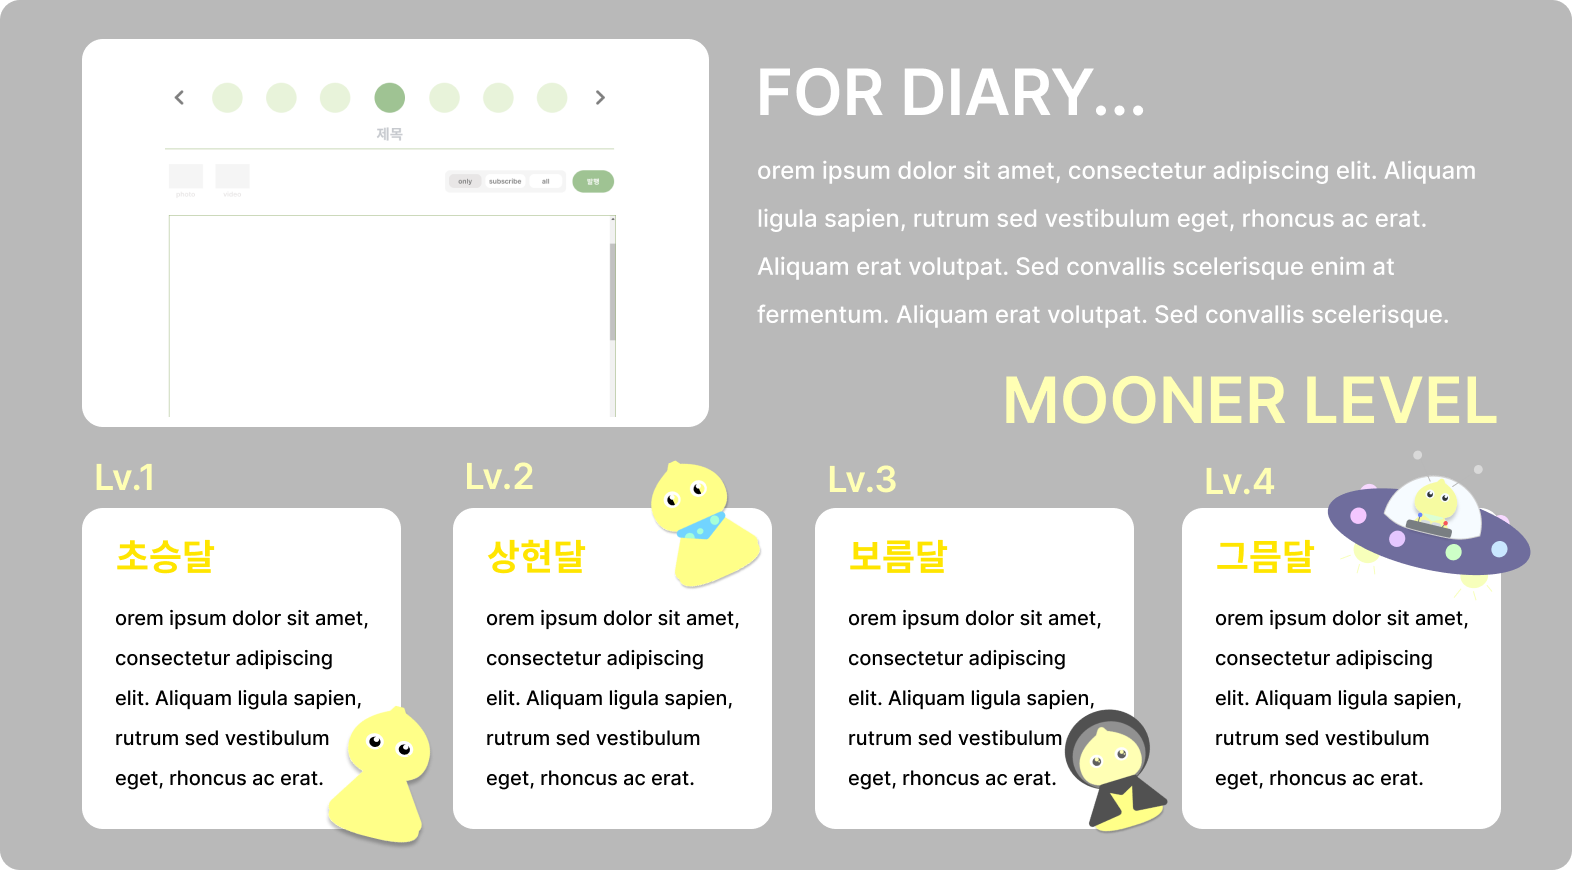 제목
photo
video
only
subscribe
all
발행
FOR DIARY...
orem ipsum dolor sit amet, consectetur adipiscing elit. Aliquam
ligula sapien, rutrum sed vestibulum eget, rhoncus ac erat.
Aliquam erat volutpat. Sed convallis scelerisque enim at
fermentum. Aliquam erat volutpat. Sed convallis scelerisque.
MOONER LEVEL
Lv.1
초승달
orem ipsum dolor sit amet,
consectetur adipiscing
elit. Aliquam ligula sapien,
rutrum sed vestibulum
eget, rhoncus ac erat.
Lv.2
상현달
orem ipsum dolor sit amet,
consectetur adipiscing
elit. Aliquam ligula sapien,
rutrum sed vestibulum
eget, rhoncus ac erat.
Lv.3
보름달
orem ipsum dolor sit amet,
consectetur adipiscing
elit. Aliquam ligula sapien,
rutrum sed vestibulum
eget, rhoncus ac erat.
Lv.4
그믐달
orem ipsum dolor sit amet,
consectetur adipiscing
elit. Aliquam ligula sapien,
rutrum sed vestibulum
eget, rhoncus ac erat.